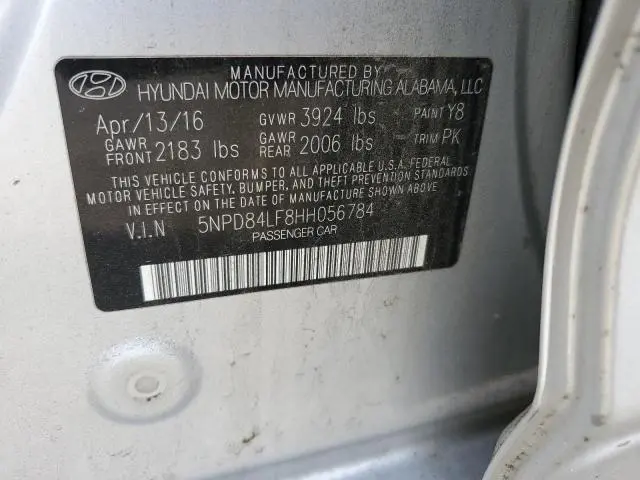 MANUFACTURED BY
HYUNDAI MOTOR MANUFACTURING ALABAMA, LLC
Apr/13/16 GVWR 3924 lbs PAINT Y8
GAWR FRONT 2183 lbs GAWR REAR 2006 lbs TRIM PK
THIS VEHICLE CONFORMS TO ALL APPLICABLE U.S.A. FEDERAL
MOTOR VEHICLE SAFETY, BUMPER, AND THEFT PREVENTION STANDARDS
IN EFFECT ON THE DATE OF MANUFACTURE SHOWN ABOVE.
V.I.N 5NPD84LF8HH056784
PASSENGER CAR